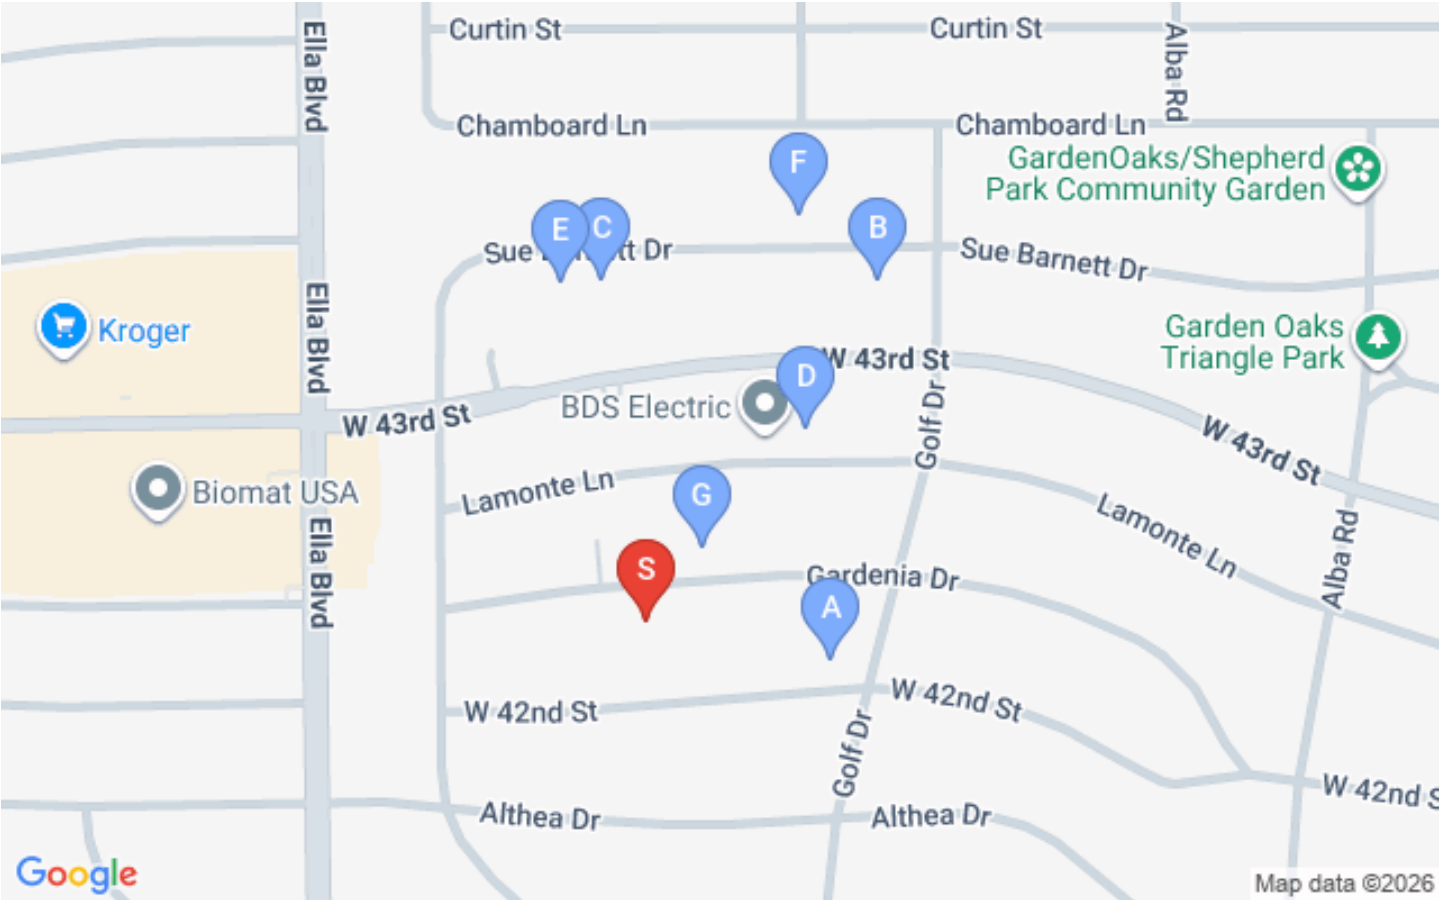 Curtin St
Curtin St
Ella Blvd
Alba Rd
Chamboard Ln
Chamboard Ln
GardenOaks/Shepherd
Park Community Garden
F
E
C
B
Sue
tt Dr
Sue Barnett Dr
Kroger
Ella Blvd
Garden Oaks
Triangle Park
W 43rd St
D
BDS Electric
W 43rd St
Golf Dr
W 43rd St
Biomat USA
Lamonte Ln
G
Lamonte Ln
Ella Blvd
Alba Rd
S
Gardenia Dr
A
W 42nd St
W 42nd St
Golf Dr
W 42nd S
Althea Dr
Althea Dr
Google
Map data ©2026